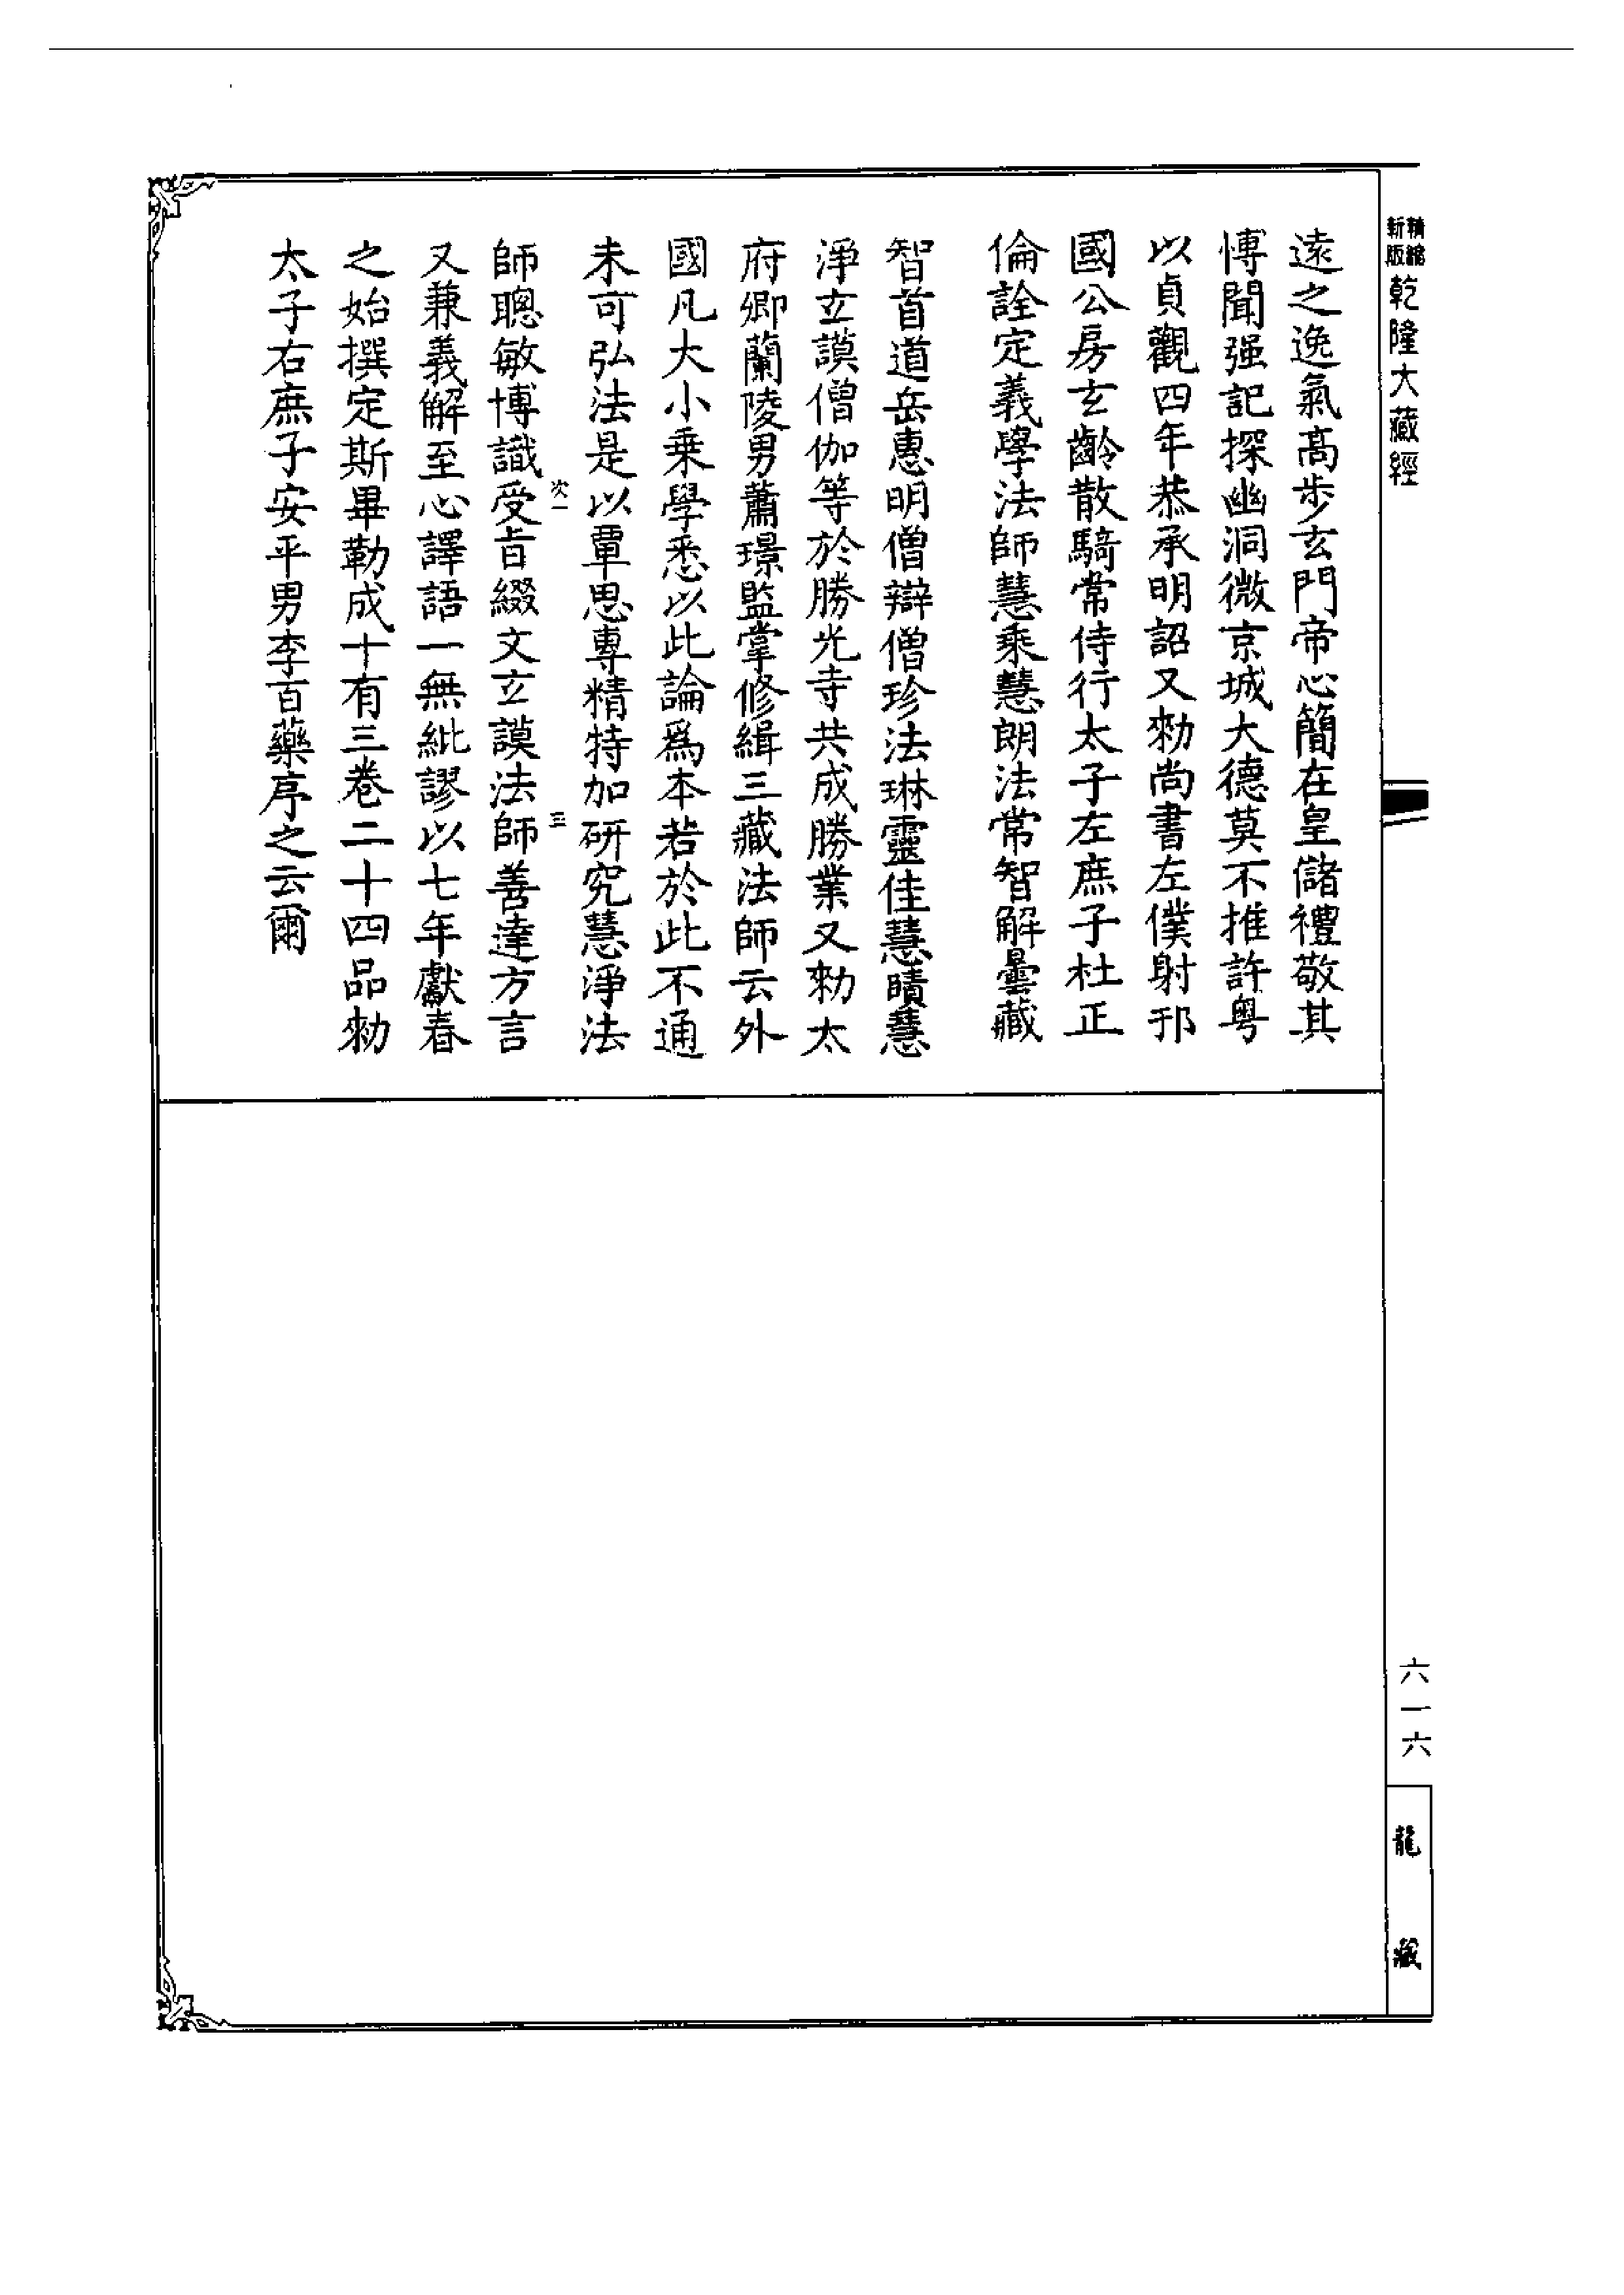 新版精縮乾隆大藏經
遠之逸氣高步玄門帝心簡在皇儲禮敬其
博聞强記探幽洞微京城大德莫不推許粵
以貞觀四年恭承明詔又勑尚書左僕射邗
國公房玄齡散騎常侍行太子左庶子杜正
倫詮定義學法師慧乘慧朗法常智解曇藏
智首道岳惠明僧辯僧珍法琳靈佳慧賾慧
淨立謨僧伽等於勝光寺共成勝業又勑太
府卿蘭陵男蕭璟監掌修緝三藏法師云外
國凡大小乘學悉以此論爲本若於此不通
未可弘法是以覃思專精特加研究慧淨法
次一 三
師聰敏博識受旨綴文立謨法師善達方言
又兼義解至心譯語一無紕謬以七年獻春
之始撰定斯畢勒成十有三卷二十四品勑
太子右庶子安平男李百藥序之云爾
六一六
龍藏